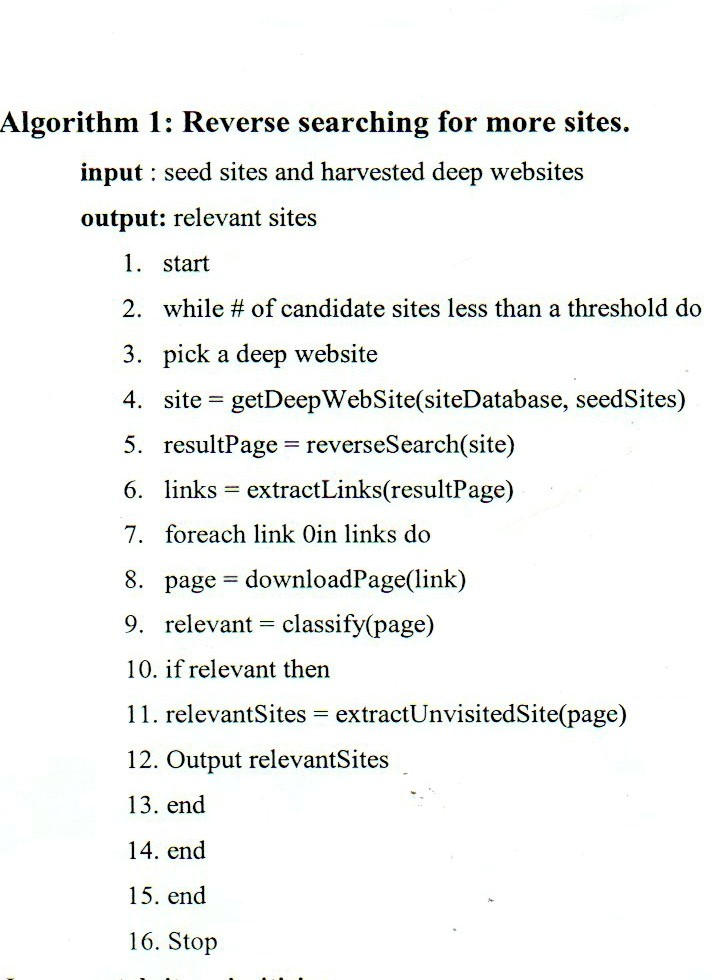 Algorithm 1: Reverse searching for more sites.
input : seed sites and harvested deep websites
output: relevant sites
1. start
2. while # of candidate sites less than a threshold do
3. pick a deep website
4. site = getDeepWebSite(siteDatabase, seedSites)
5. resultPage = reverseSearch(site)
6. links = extractLinks(resultPage)
7. foreach link 0in links do
8. page = downloadPage(link)
9. relevant = classify(page)
10. if relevant then
11. relevantSites = extractUnvisitedSite(page)
12. Output relevantSites
13. end
14. end
15. end
16. Stop